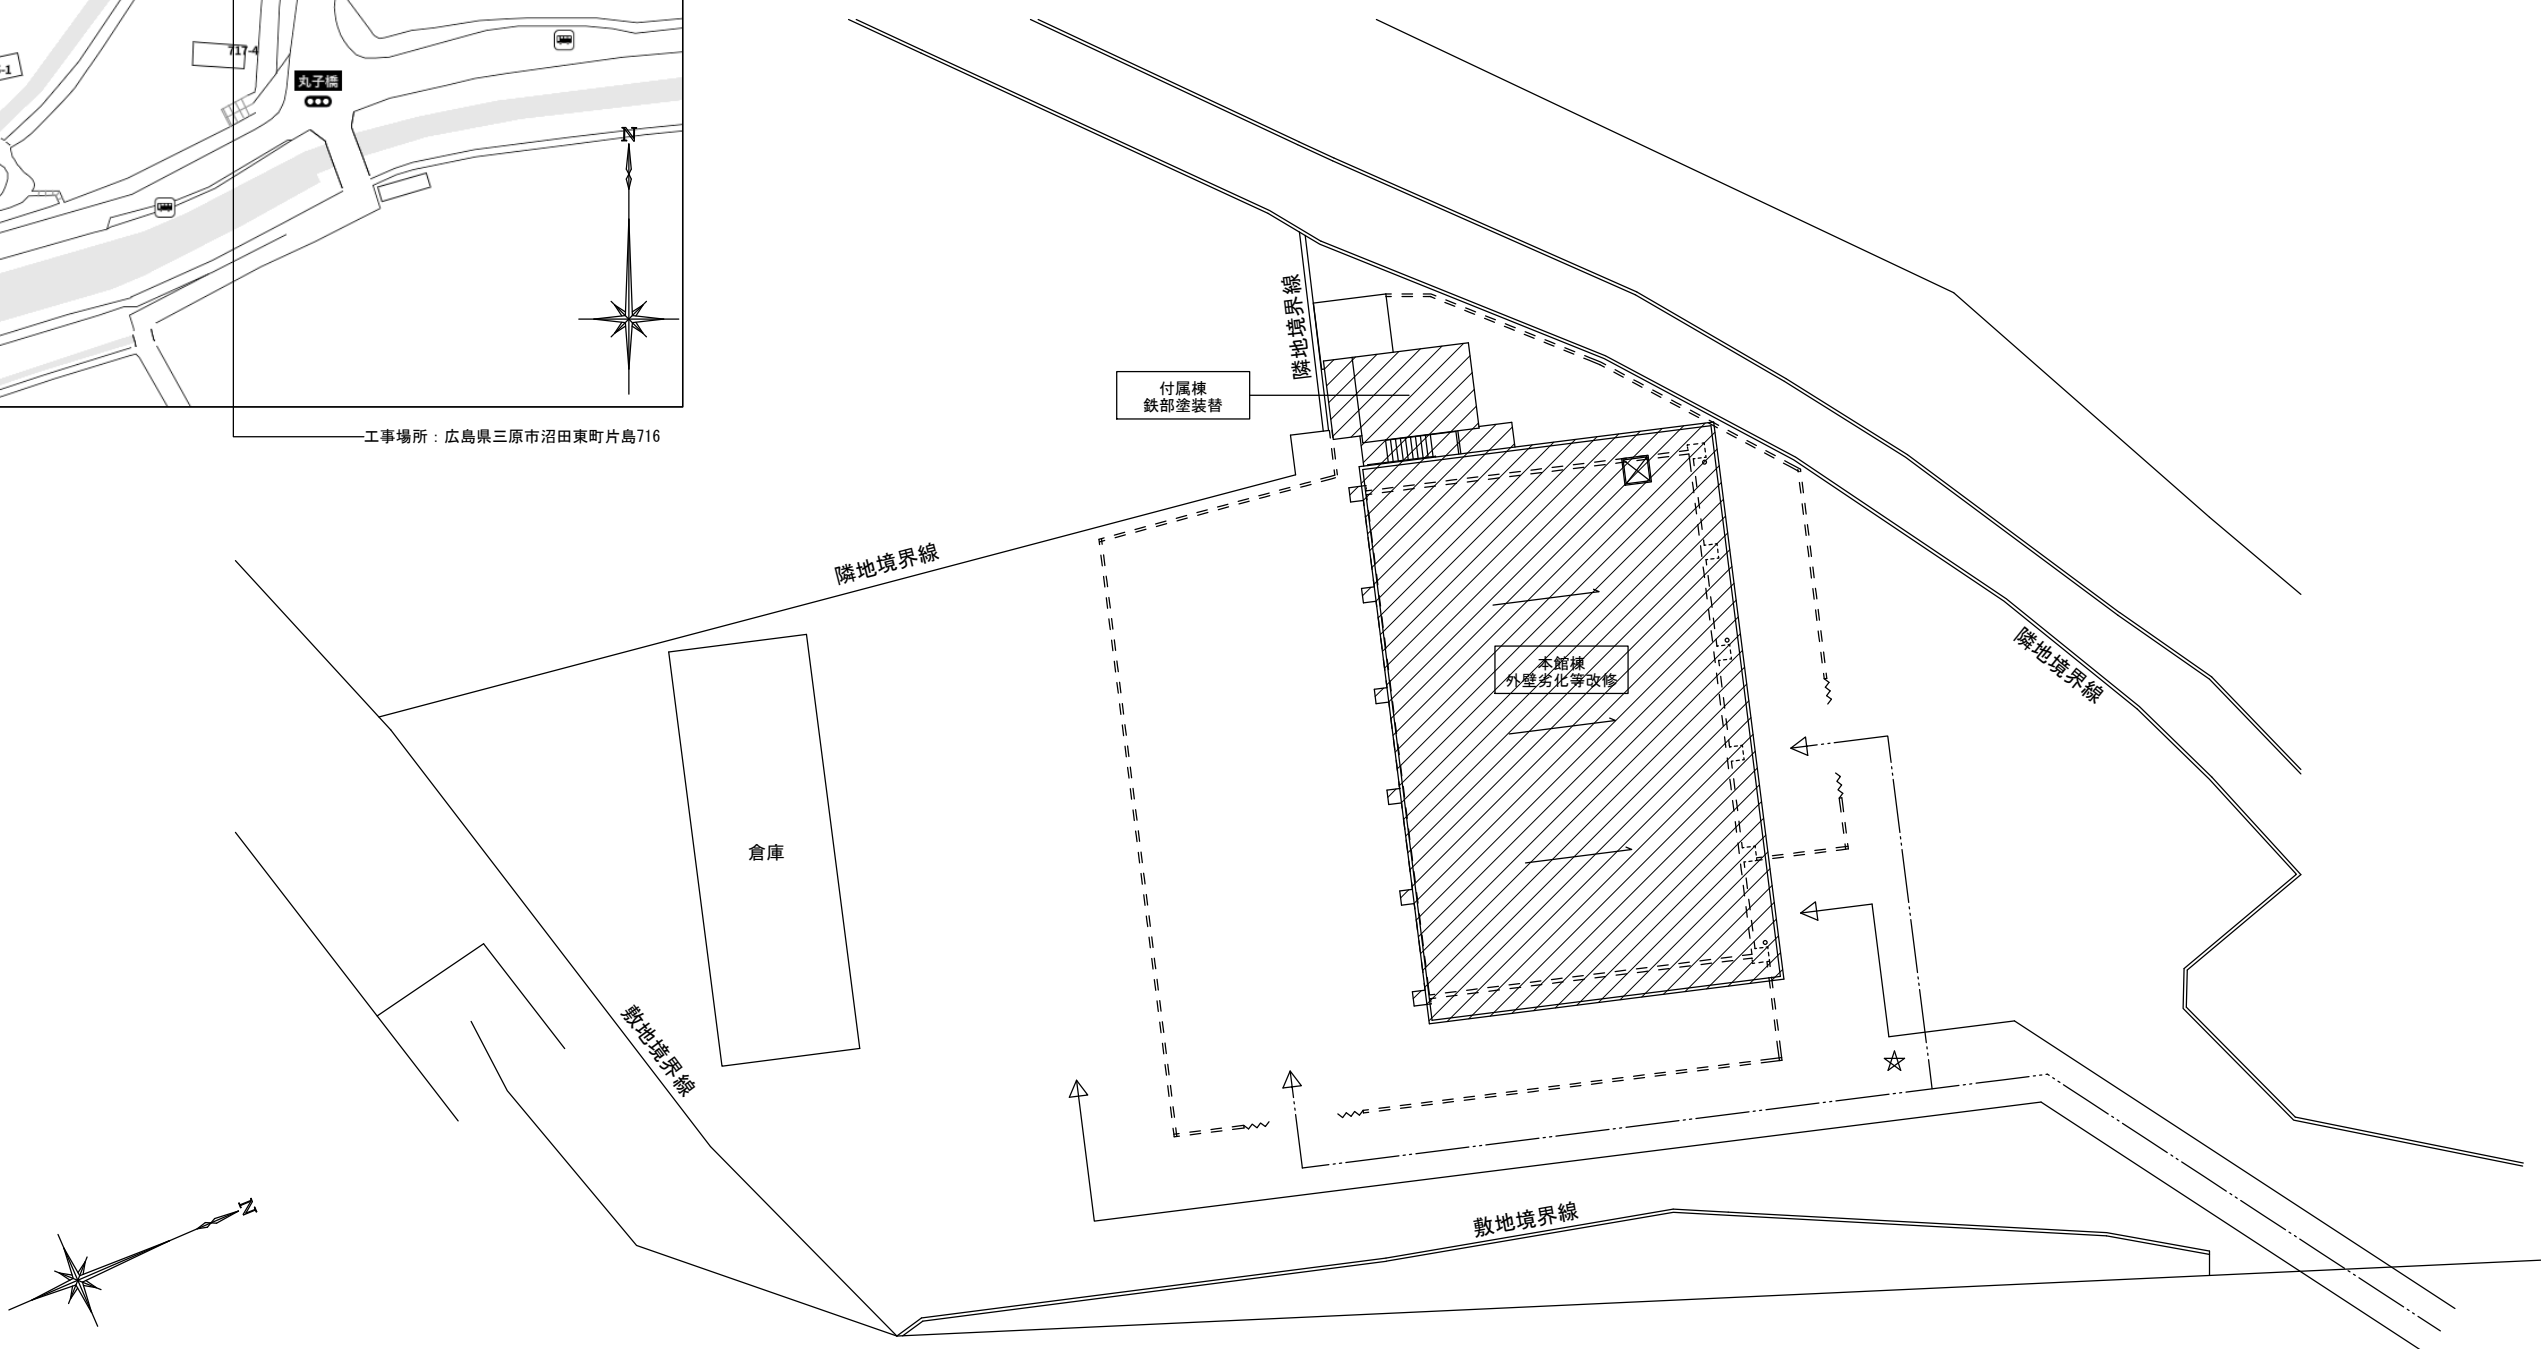 717-4
-1
丸子橋
N
工事場所：広島県三原市沼田東町片島716
隣地境界線
付属棟
鉄部塗装替
隣地境界線
隣地境界線
本館棟
外壁劣化等改修
倉庫
敷地境界線
敷地境界線
N